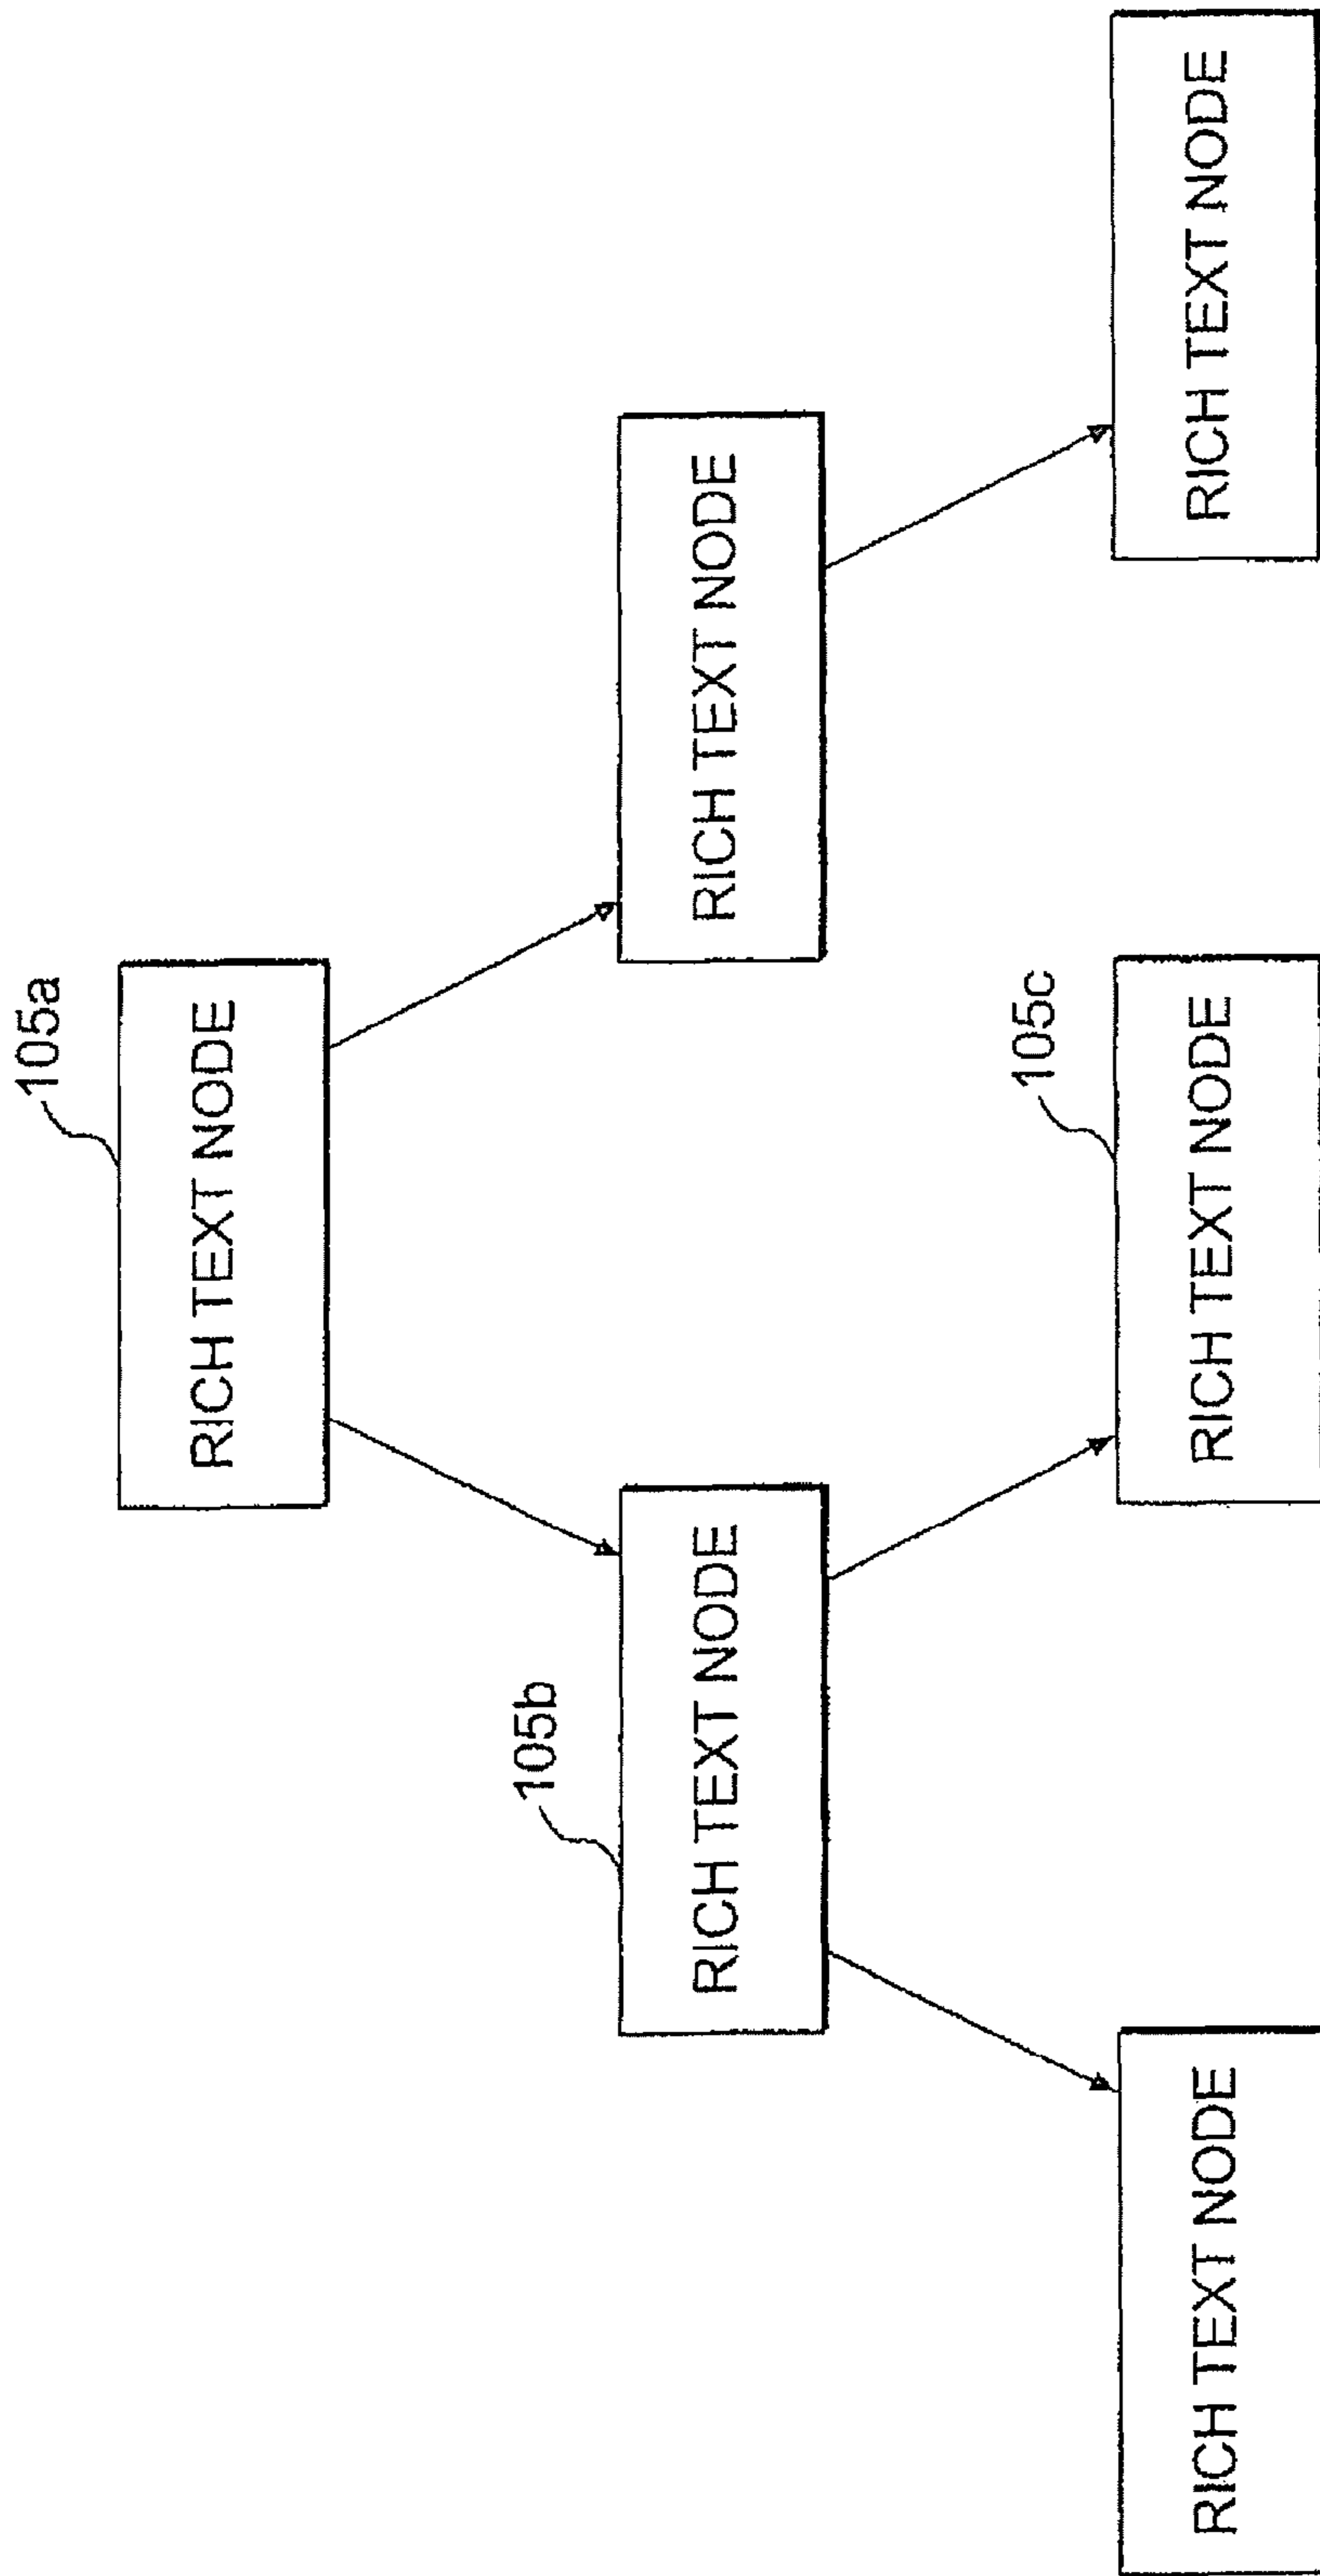 105a
RICH TEXT NODE
105b
RICH TEXT NODE
RICH TEXT NODE
105c
RICH TEXT NODE
RICH TEXT NODE
RICH TEXT NODE